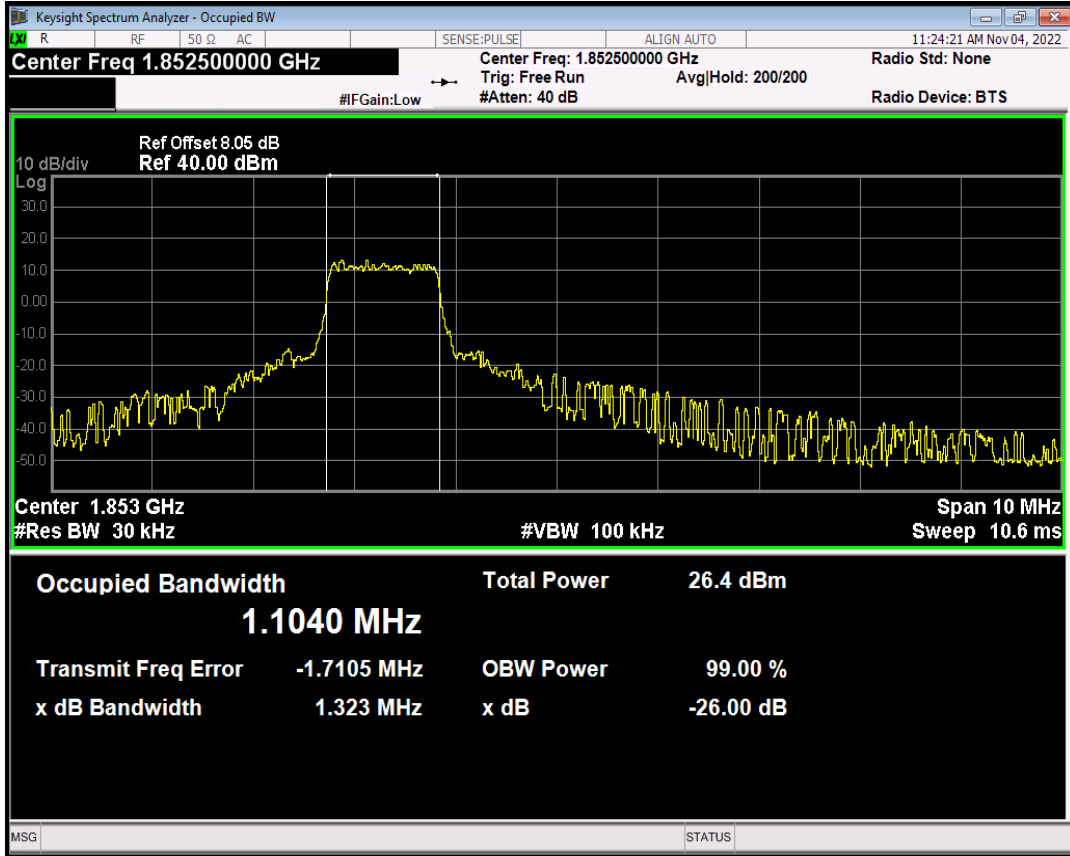 Keysight Spectrum Analyzer - Occupied BW
LXI R RF 50 Ω AC SENSE:PULSE ALIGN AUTO 11:24:21 AM Nov 04, 2022
Center Freq 1.852500000 GHz
Center Freq: 1.852500000 GHz
Radio Std: None
Trig: Free Run Avg|Hold: 200/200
#IFGain:Low #Atten: 40 dB
Radio Device: BTS
Ref Offset 8.05 dB
10 dB/div Ref 40.00 dBm
Log
30.0
20.0
10.0
0.00
-10.0
-20.0
-30.0
-40.0
-50.0
Center 1.853 GHz Span 10 MHz
#Res BW 30 kHz #VBW 100 kHz Sweep 10.6 ms
Occupied Bandwidth Total Power 26.4 dBm
1.1040 MHz
Transmit Freq Error -1.7105 MHz OBW Power 99.00 %
x dB Bandwidth 1.323 MHz x dB -26.00 dB
MSG STATUS